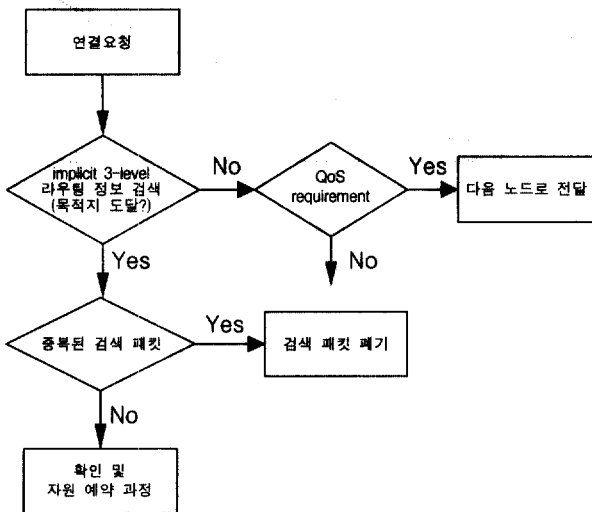 연결요청
implicit 3-level
라우팅 정보 검색
(목적지 도달?)
No
QoS
requirement
Yes
다음 노드로 전달
Yes
No
중복된 검색 패킷
Yes
검색 패킷 폐기
No
확인 및
자원 예약 과정